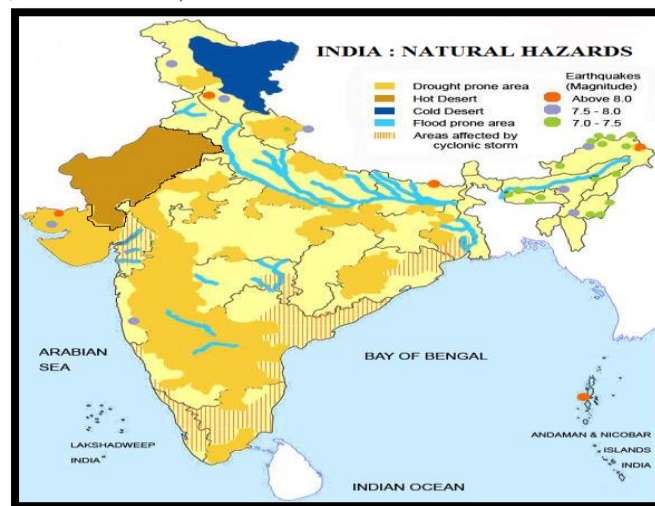 INDIA : NATURAL HAZARDS
Drought prone area
Hot Desert
Cold Desert
Flood prone area
Areas affected by
cyclonic storm
Earthquakes
(Magnitude)
Above 8.0
7.5 - 8.0
7.0 - 7.5
ARABIAN
SEA
BAY OF BENGAL
LAKSHADWEEP
INDIA
ANDAMAN & NICOBAR
ISLANDS
INDIA
INDIAN OCEAN